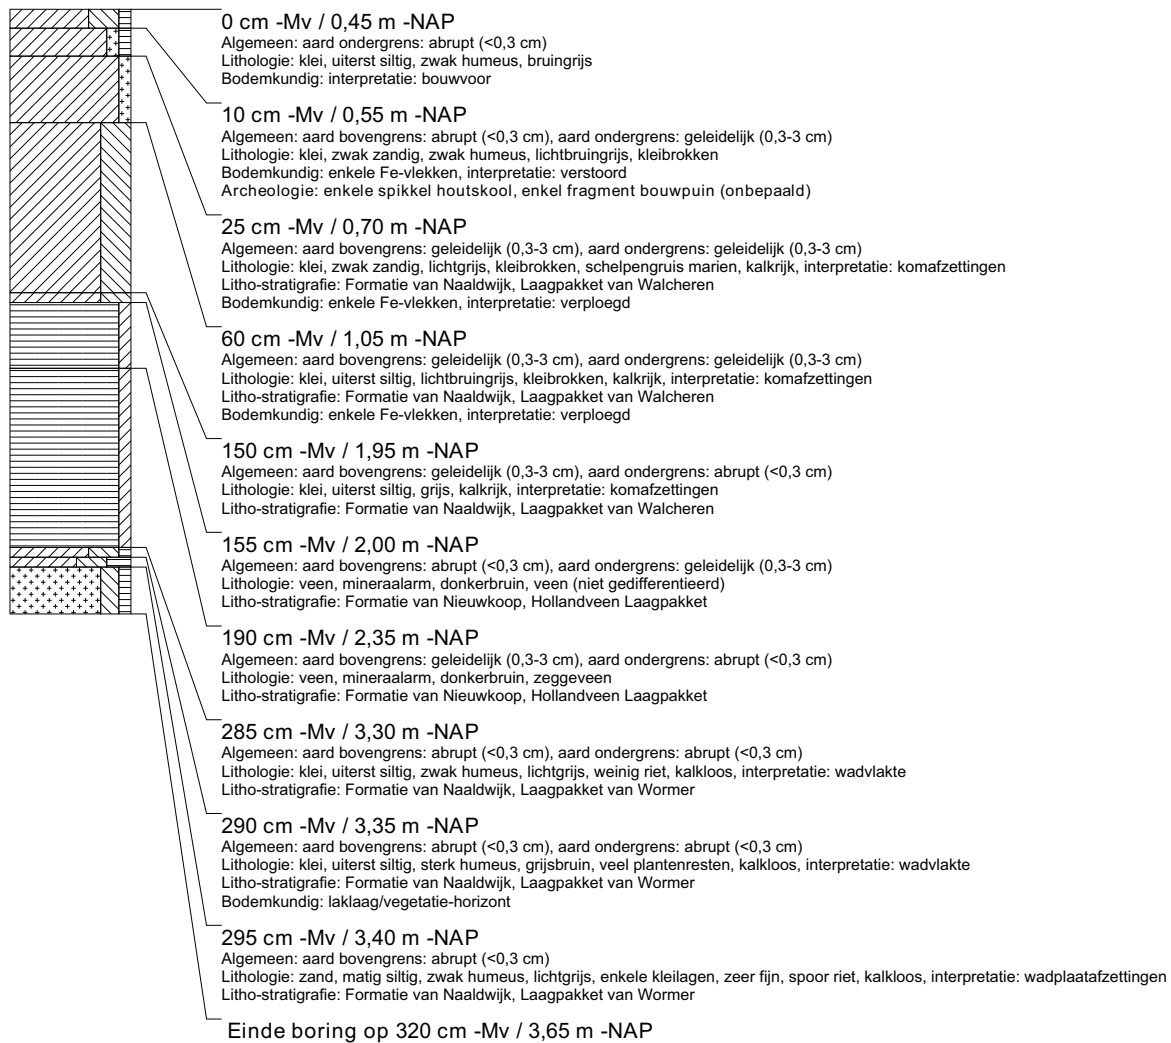 0 cm -Mv / 0,45 m -NAP
Algemeen: aard ondergrens: abrupt (<0,3 cm)
Lithologie: klei, uiterst siltig, zwak humeus, bruingrijs
Bodemkundig: interpretatie: bouwvoor
10 cm -Mv / 0,55 m -NAP
Algemeen: aard bovengrens: abrupt (<0,3 cm), aard ondergrens: geleidelijk (0,3-3 cm)
Lithologie: klei, zwak zandig, zwak humeus, lichtbruingrijs, kleibrokken
Bodemkundig: enkele Fe-vlekken, interpretatie: verstoord
Archeologie: enkele spikkel houtskool, enkel fragment bouwpuin (onbepaald)
25 cm -Mv / 0,70 m -NAP
Algemeen: aard bovengrens: geleidelijk (0,3-3 cm), aard ondergrens: geleidelijk (0,3-3 cm)
Lithologie: klei, zwak zandig, lichtgrijs, kleibrokken, schelpengruis marien, kalkrijk, interpretatie: komafzettingen
Litho-stratigrafie: Formatie van Naaldwijk, Laagpakket van Walcheren
Bodemkundig: enkele Fe-vlekken, interpretatie: verploegd
60 cm -Mv / 1,05 m -NAP
Algemeen: aard bovengrens: geleidelijk (0,3-3 cm), aard ondergrens: geleidelijk (0,3-3 cm)
Lithologie: klei, uiterst siltig, lichtbruingrijs, kleibrokken, kalkrijk, interpretatie: komafzettingen
Litho-stratigrafie: Formatie van Naaldwijk, Laagpakket van Walcheren
Bodemkundig: enkele Fe-vlekken, interpretatie: verploegd
150 cm -Mv / 1,95 m -NAP
Algemeen: aard bovengrens: geleidelijk (0,3-3 cm), aard ondergrens: abrupt (<0,3 cm)
Lithologie: klei, uiterst siltig, grijs, kalkrijk, interpretatie: komafzettingen
Litho-stratigrafie: Formatie van Naaldwijk, Laagpakket van Walcheren
155 cm -Mv / 2,00 m -NAP
Algemeen: aard bovengrens: abrupt (<0,3 cm), aard ondergrens: geleidelijk (0,3-3 cm)
Lithologie: veen, mineraalarm, donkerbruin, veen (niet gedifferentieerd)
Litho-stratigrafie: Formatie van Nieuwkoop, Hollandveen Laagpakket
190 cm -Mv / 2,35 m -NAP
Algemeen: aard bovengrens: geleidelijk (0,3-3 cm), aard ondergrens: abrupt (<0,3 cm)
Lithologie: veen, mineraalarm, donkerbruin, zeggeveen
Litho-stratigrafie: Formatie van Nieuwkoop, Hollandveen Laagpakket
285 cm -Mv / 3,30 m -NAP
Algemeen: aard bovengrens: abrupt (<0,3 cm), aard ondergrens: abrupt (<0,3 cm)
Lithologie: klei, uiterst siltig, zwak humeus, lichtgrijs, weinig riet, kalkloos, interpretatie: wadvlakte
Litho-stratigrafie: Formatie van Naaldwijk, Laagpakket van Wormer
290 cm -Mv / 3,35 m -NAP
Algemeen: aard bovengrens: abrupt (<0,3 cm), aard ondergrens: abrupt (<0,3 cm)
Lithologie: klei, uiterst siltig, sterk humeus, grijsbruin, veel plantenresten, kalkloos, interpretatie: wadvlakte
Litho-stratigrafie: Formatie van Naaldwijk, Laagpakket van Wormer
Bodemkundig: laklaag/vegetatie-horizont
295 cm -Mv / 3,40 m -NAP
Algemeen: aard bovengrens: abrupt (<0,3 cm)
Lithologie: zand, matig siltig, zwak humeus, lichtgrijs, enkele kleilagen, zeer fijn, spoor riet, kalkloos, interpretatie: wadplaatafzettingen
Litho-stratigrafie: Formatie van Naaldwijk, Laagpakket van Wormer
Einde boring op 320 cm -Mv / 3,65 m -NAP